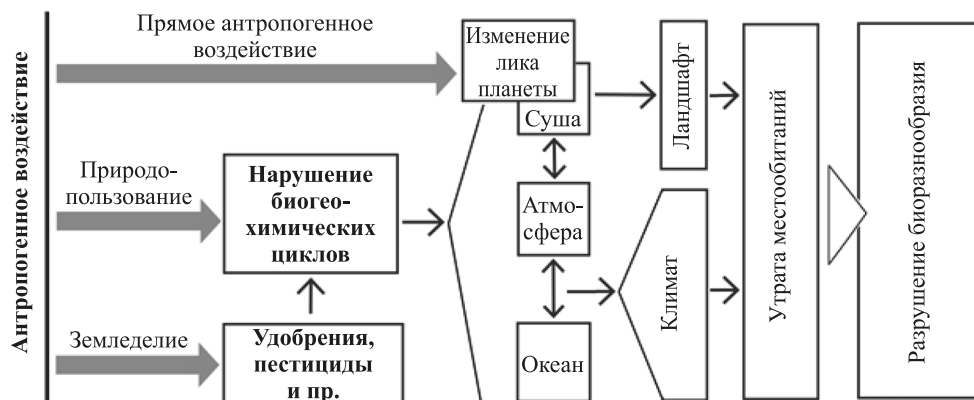 Антропогенное воздействие
Прямое антропогенное
воздействие
Природо-
пользование
Земледелие
Нарушение
биогео-
химических
циклов
Удобрения,
пестициды
и пр.
Изменение
лика
планеты
Суша
Атмо-
сфера
Океан
Ландшафт
Климат
Утрата местообитаний
Разрушение биоразнообразия